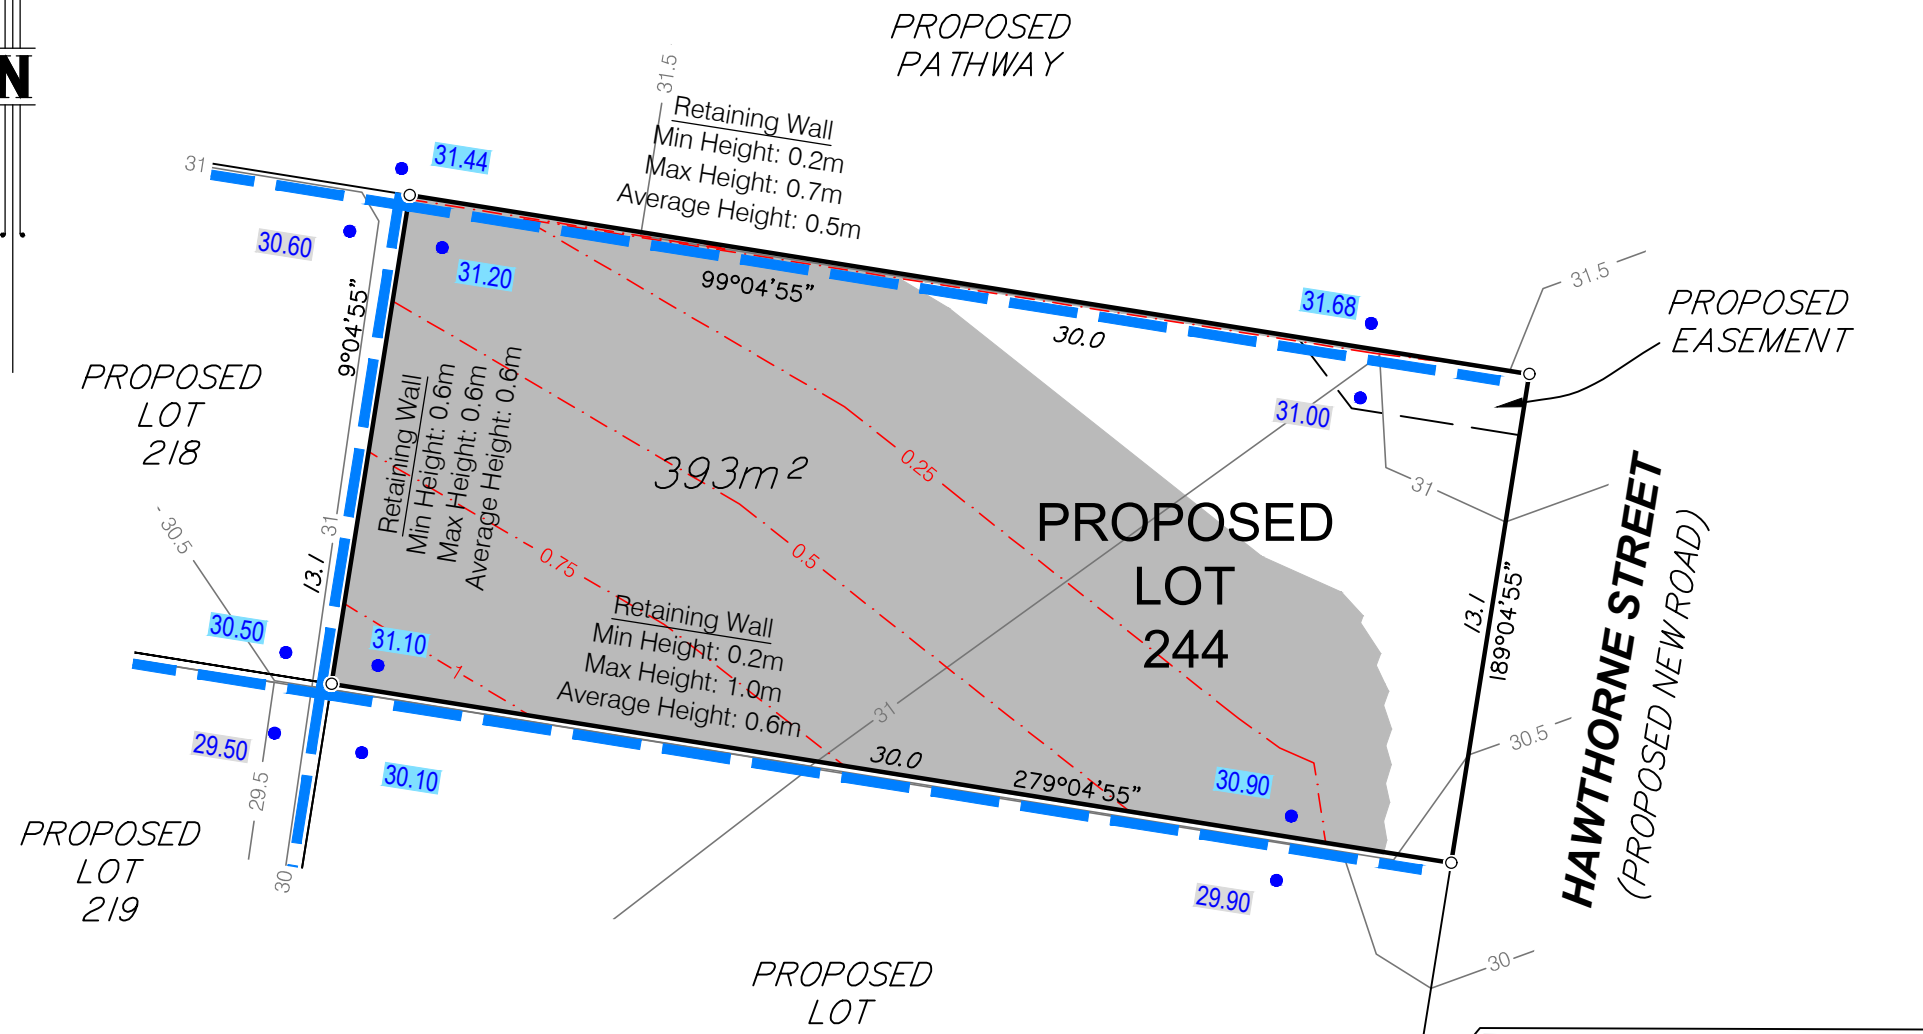 PROPOSED
PATHWAY
N
31.5
Retaining Wall
Min Height: 0.2m
Max Height: 0.7m
Average Height: 0.5m
31
31.44
30.60
31.20
99°04'55"
30.0
31.68
31.5
PROPOSED
EASEMENT
31.00
31
9°04'55"
PROPOSED
LOT
218
Retaining Wall
Min Height: 0.6m
Max Height: 0.6m
Average Height: 0.6m
393m²
0.25
0.5
0.75
1
PROPOSED
LOT
244
30.5
31
13.1
30.50
31.10
Retaining Wall
Min Height: 0.2m
Max Height: 1.0m
Average Height: 0.6m
31
13.1
189°04'55"
HAWTHORNE STREET
(PROPOSED NEW ROAD)
30.5
29.50
30.10
29.5
30
30.0
279°04'55"
30.90
29.90
30
PROPOSED
LOT
219
PROPOSED
LOT